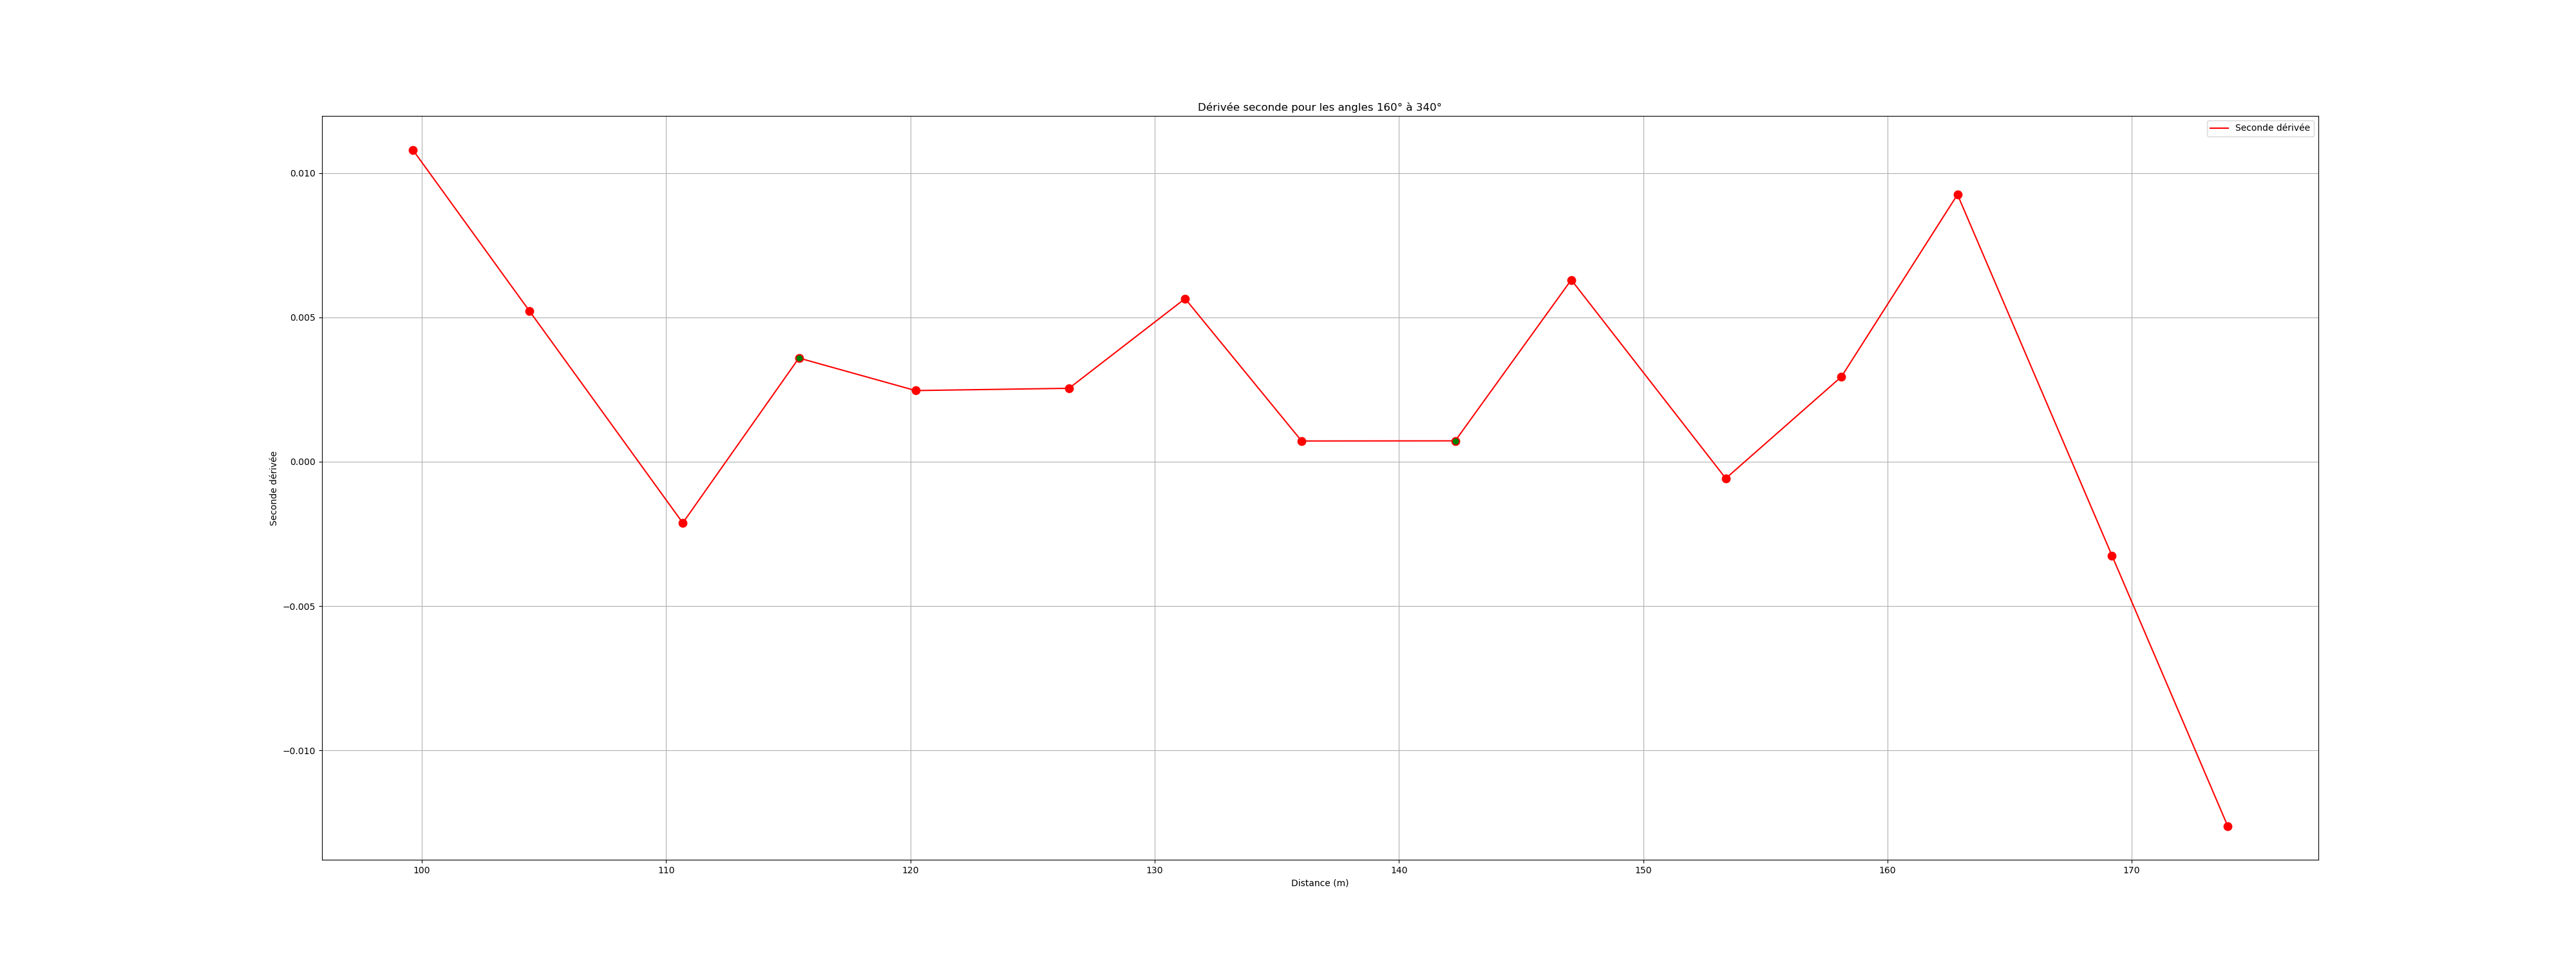 Dérivée seconde pour les angles 160° à 340°
Seconde dérivée
0.010
0.005
0.000
−0.005
−0.010
Seconde dérivée
100 110 120 130 140 150 160 170
Distance (m)